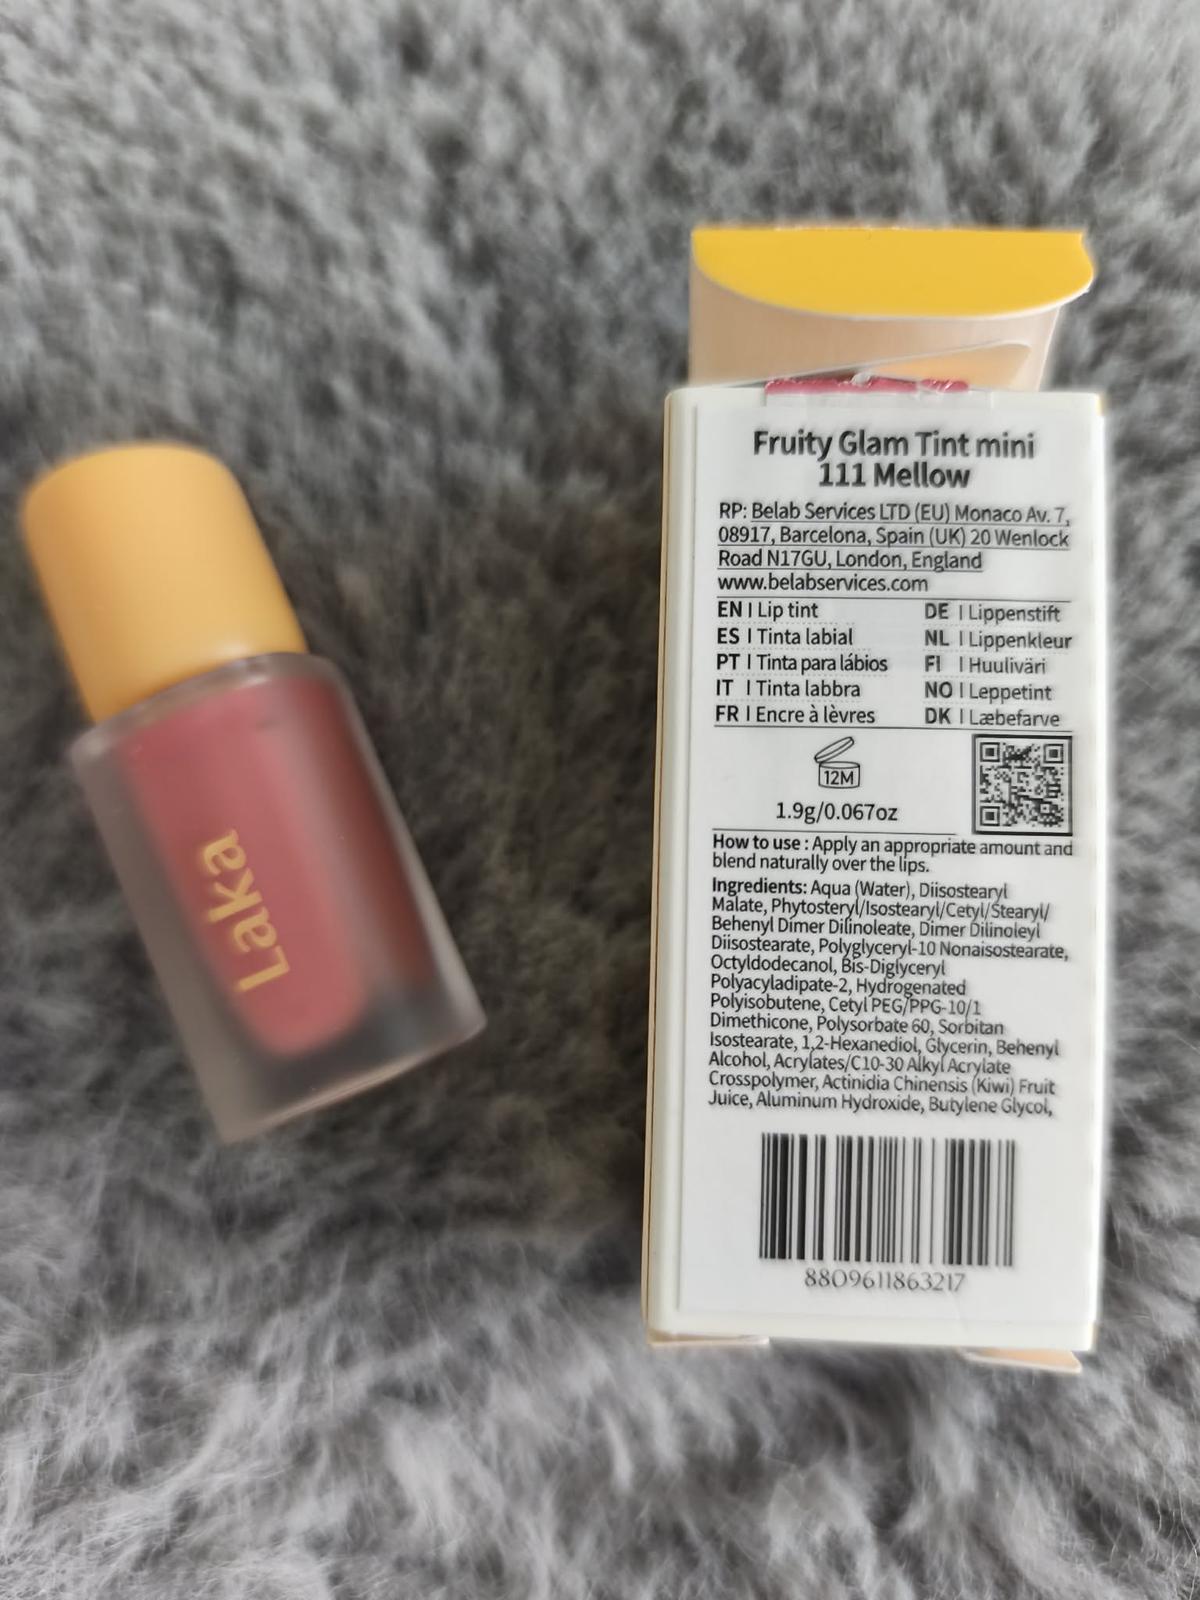 Laka
Fruity Glam Tint mini
111 Mellow
RP: Belab Services LTD (EU) Monaco Av. 7,
08917, Barcelona, Spain (UK) 20 Wenlock
Road N17GU, London, England
www.belabservices.com
EN | Lip tint DE | Lippenstift
ES | Tinta labial NL | Lippenkleur
PT | Tinta para lábios FI | Huuliväri
IT | Tinta labbra NO | Leppetint
FR | Encre à lèvres DK | Læbefarve
12M
1.9g/0.067oz
How to use : Apply an appropriate amount and
blend naturally over the lips.
Ingredients: Aqua (Water), Diisostearyl
Malate, Phytosteryl/Isostearyl/Cetyl/Stearyl/
Behenyl Dimer Dilinoleate, Dimer Dilinoleyl
Diisostearate, Polyglyceryl-10 Nonaisostearate,
Octyldodecanol, Bis-Diglyceryl
Polyacyladipate-2, Hydrogenated
Polyisobutene, Cetyl PEG/PPG-10/1
Dimethicone, Polysorbate 60, Sorbitan
Isostearate, 1,2-Hexanediol, Glycerin, Behenyl
Alcohol, Acrylates/C10-30 Alkyl Acrylate
Crosspolymer, Actinidia Chinensis (Kiwi) Fruit
Juice, Aluminum Hydroxide, Butylene Glycol,
8809611863217